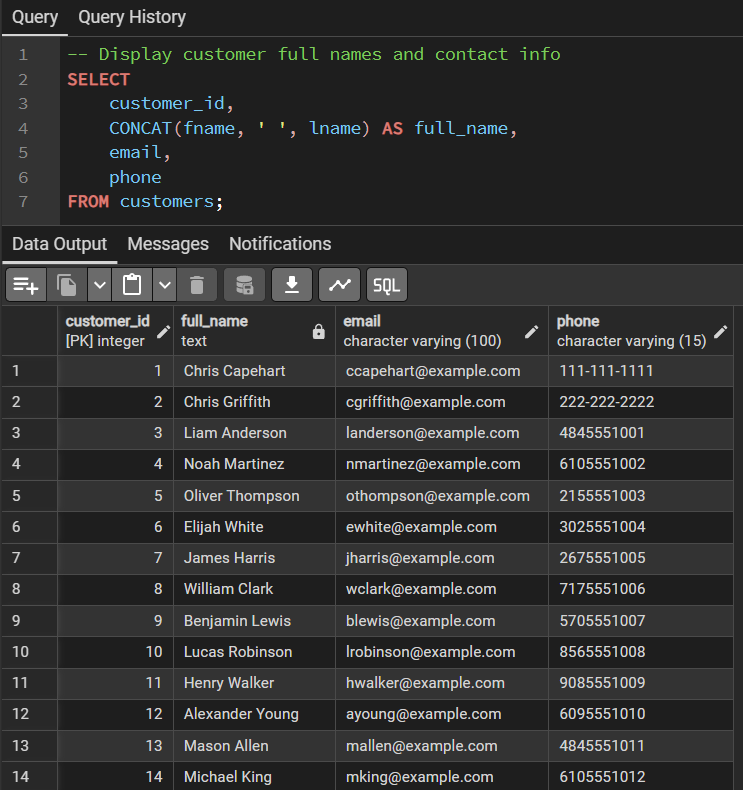 Query Query History
1 -- Display customer full names and contact info
2 SELECT
3 customer_id,
4 CONCAT(fname, ' ', lname) AS full_name,
5 email,
6 phone
7 FROM customers;
Data Output Messages Notifications
SQL
customer_id full_name email phone
[PK] integer text character varying (100) character varying (15)
1 1 Chris Capehart ccapehart@example.com 111-111-1111
2 2 Chris Griffith cgriffith@example.com 222-222-2222
3 3 Liam Anderson landerson@example.com 4845551001
4 4 Noah Martinez nmartinez@example.com 6105551002
5 5 Oliver Thompson othompson@example.com 2155551003
6 6 Elijah White ewhite@example.com 3025551004
7 7 James Harris jharris@example.com 2675551005
8 8 William Clark wclark@example.com 7175551006
9 9 Benjamin Lewis blewis@example.com 5705551007
10 10 Lucas Robinson lrobinson@example.com 8565551008
11 11 Henry Walker hwalker@example.com 9085551009
12 12 Alexander Young ayoung@example.com 6095551010
13 13 Mason Allen mallen@example.com 4845551011
14 14 Michael King mking@example.com 6105551012